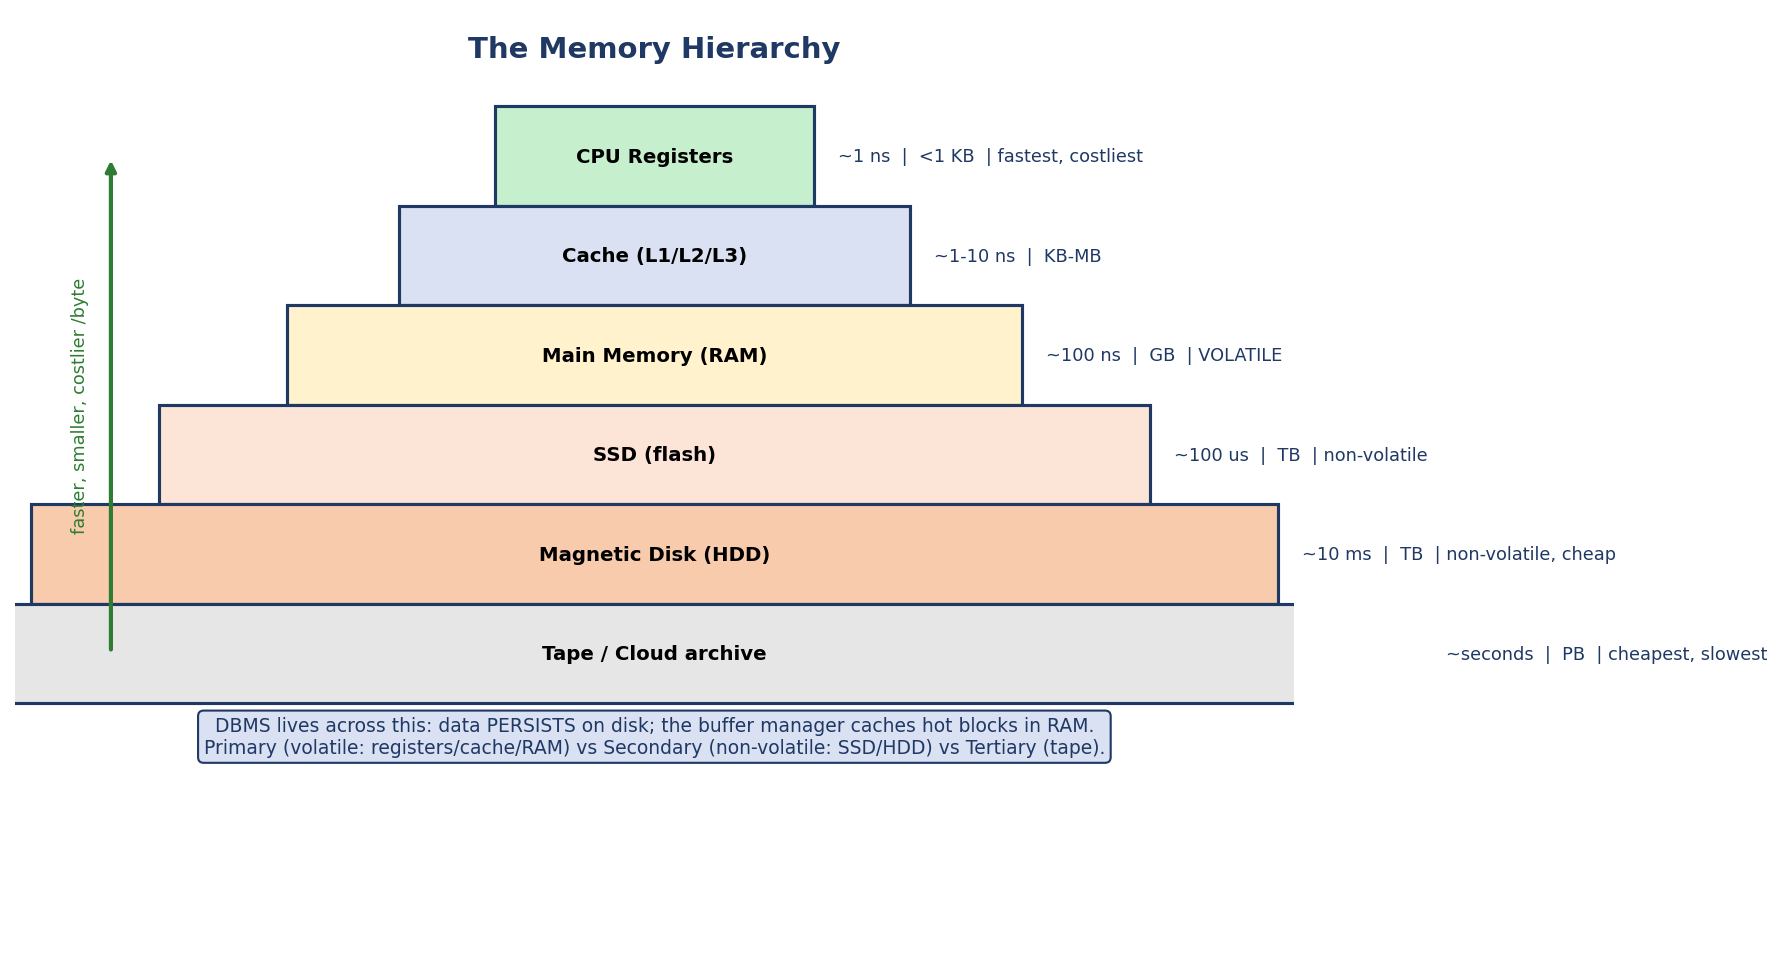 The Memory Hierarchy
CPU Registers
~1 ns | <1 KB | fastest, costliest
Cache (L1/L2/L3)
~1-10 ns | KB-MB
Main Memory (RAM)
~100 ns | GB | VOLATILE
SSD (flash)
~100 us | TB | non-volatile
Magnetic Disk (HDD)
~10 ms | TB | non-volatile, cheap
Tape / Cloud archive
~seconds | PB | cheapest, slowest
faster, smaller, costlier /byte
DBMS lives across this: data PERSISTS on disk; the buffer manager caches hot blocks in RAM.
Primary (volatile: registers/cache/RAM) vs Secondary (non-volatile: SSD/HDD) vs Tertiary (tape).